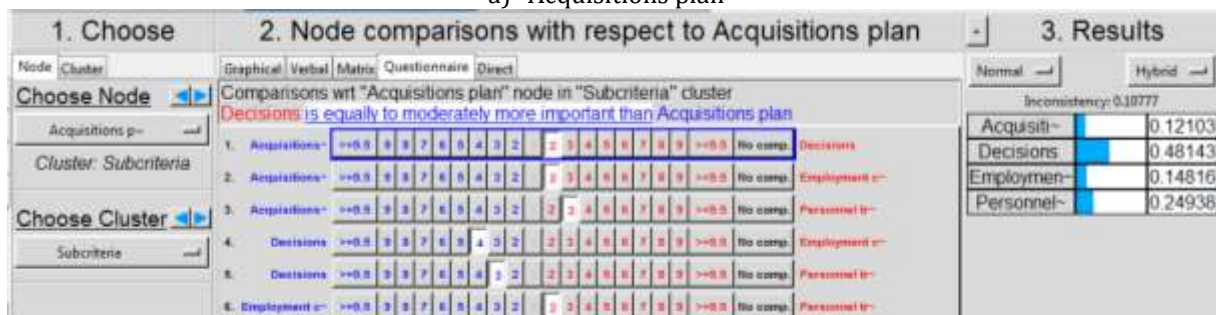 a) Acquisitions plan
1. Choose
2. Node comparisons with respect to Acquisitions plan
- 3. Results
Node Cluster
Graphical Verbal Matrix Questionnaire Direct
Normal Hybrid
Choose Node
Comparisons wrt "Acquisitions plan" node in "Subcriteria" cluster
Decisions is equally to moderately more important than Acquisitions plan
Inconsistency: 0.10777
Acquisitions p~
Cluster: Subcriteria
Choose Cluster
Subcriteria
1. Acquisitions~ >=9.5 9 8 7 6 5 4 3 2 2 3 4 5 6 7 8 9 >=9.5 No comp. Decisions
2. Acquisitions~ >=9.5 9 8 7 6 5 4 3 2 2 3 4 5 6 7 8 9 >=9.5 No comp. Employment c~
3. Acquisitions~ >=9.5 9 8 7 6 5 4 3 2 2 3 4 5 6 7 8 9 >=9.5 No comp. Personnel tr~
4. Decisions >=9.5 9 8 7 6 5 4 3 2 2 3 4 5 6 7 8 9 >=9.5 No comp. Employment c~
5. Decisions >=9.5 9 8 7 6 5 4 3 2 2 3 4 5 6 7 8 9 >=9.5 No comp. Personnel tr~
6. Employment c~ >=9.5 9 8 7 6 5 4 3 2 2 3 4 5 6 7 8 9 >=9.5 No comp. Personnel tr~
Acquisiti~ 0.12103
Decisions 0.48143
Employmen~ 0.14816
Personnel~ 0.24938